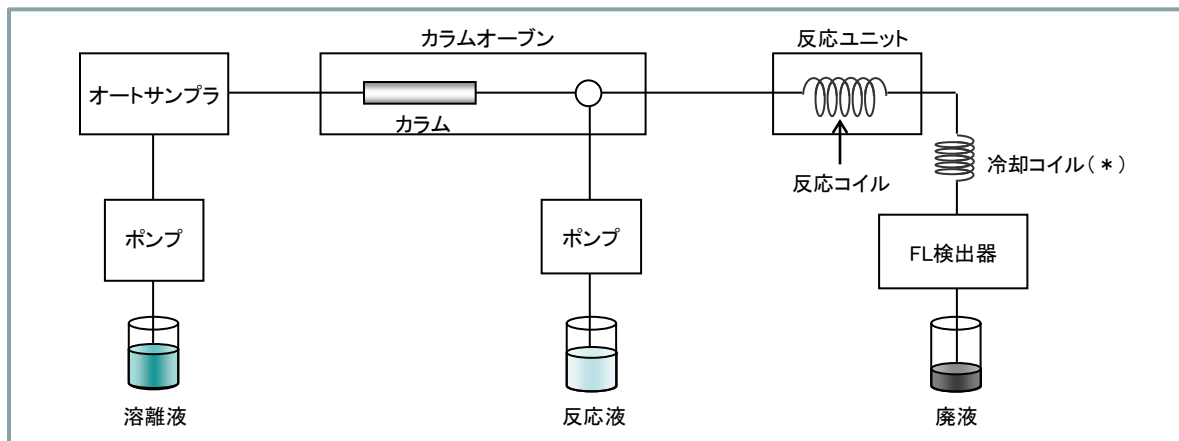 カラムオーブン
反応ユニット
オートサンプラ
カラム
反応コイル
冷却コイル(*)
ポンプ
ポンプ
FL検出器
溶離液
反応液
廃液